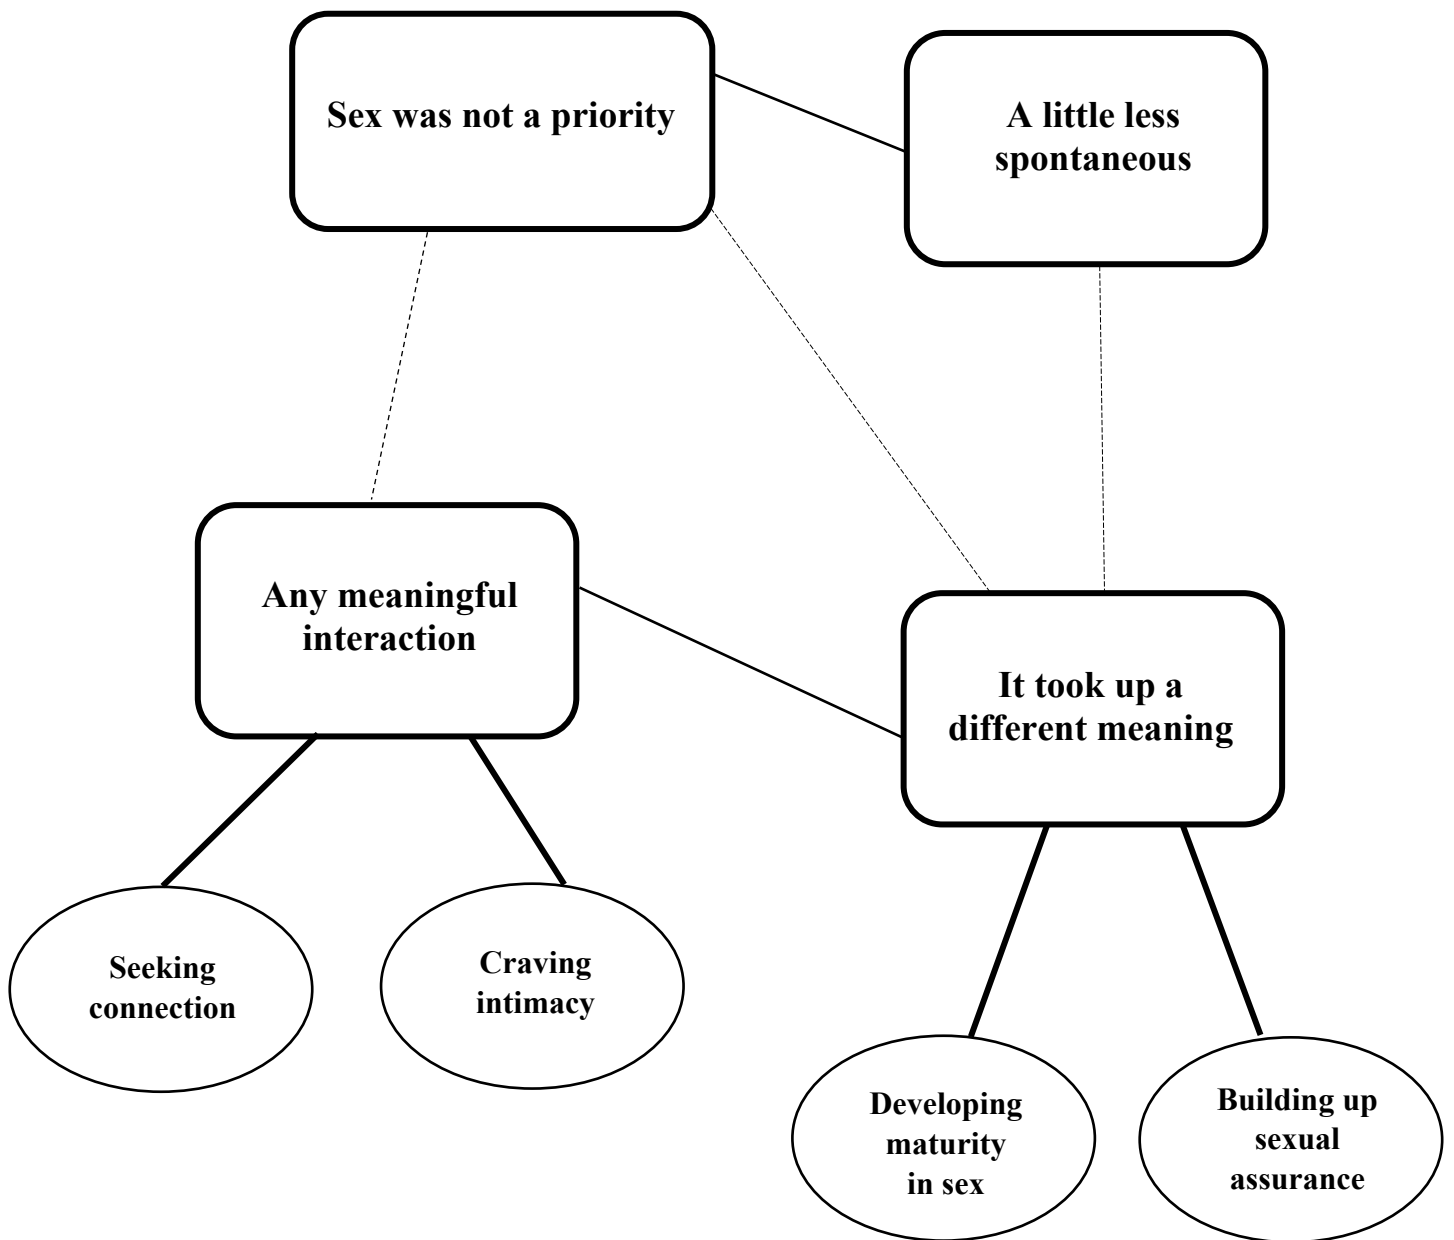 Sex was not a priority
A little less
spontaneous
Any meaningful
interaction
It took up a
different meaning
Seeking
connection
Craving
intimacy
Developing
maturity
in sex
Building up
sexual
assurance